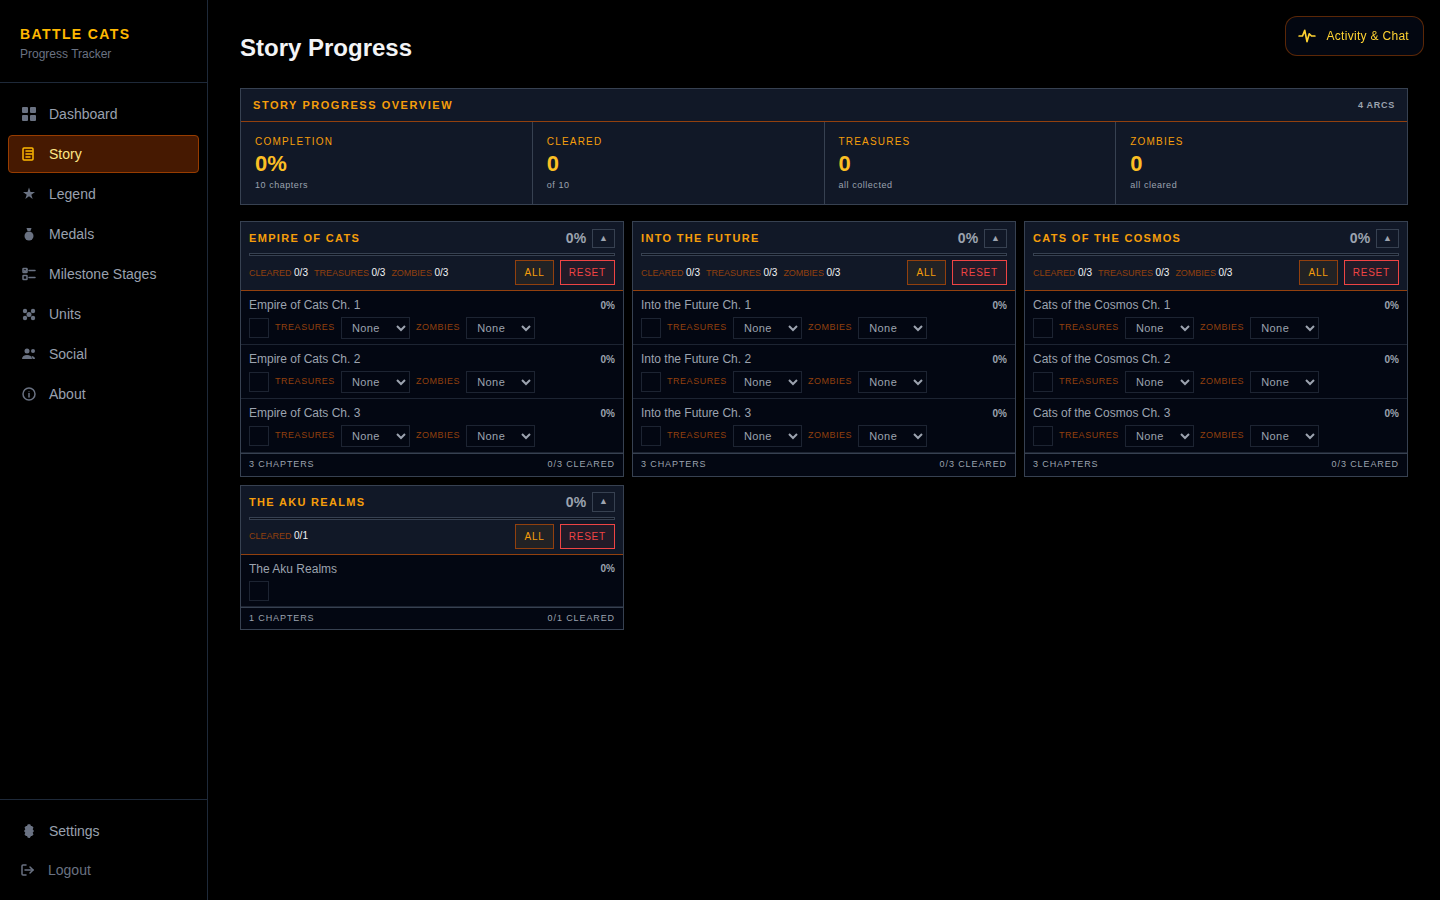 BATTLE CATS
Progress Tracker
Dashboard
Story
Legend
Medals
Milestone Stages
Units
Social
About
Settings
Logout
Story Progress
Activity & Chat
STORY PROGRESS OVERVIEW
4 ARCS
COMPLETION
0%
10 chapters
CLEARED
0
of 10
TREASURES
0
all collected
ZOMBIES
0
all cleared
EMPIRE OF CATS
0%
CLEARED 0/3 TREASURES 0/3 ZOMBIES 0/3
ALL
RESET
Empire of Cats Ch. 1
0%
TREASURES None ZOMBIES None
Empire of Cats Ch. 2
0%
TREASURES None ZOMBIES None
Empire of Cats Ch. 3
0%
TREASURES None ZOMBIES None
3 CHAPTERS
0/3 CLEARED
INTO THE FUTURE
0%
CLEARED 0/3 TREASURES 0/3 ZOMBIES 0/3
ALL
RESET
Into the Future Ch. 1
0%
TREASURES None ZOMBIES None
Into the Future Ch. 2
0%
TREASURES None ZOMBIES None
Into the Future Ch. 3
0%
TREASURES None ZOMBIES None
3 CHAPTERS
0/3 CLEARED
CATS OF THE COSMOS
0%
CLEARED 0/3 TREASURES 0/3 ZOMBIES 0/3
ALL
RESET
Cats of the Cosmos Ch. 1
0%
TREASURES None ZOMBIES None
Cats of the Cosmos Ch. 2
0%
TREASURES None ZOMBIES None
Cats of the Cosmos Ch. 3
0%
TREASURES None ZOMBIES None
3 CHAPTERS
0/3 CLEARED
THE AKU REALMS
0%
CLEARED 0/1
ALL
RESET
The Aku Realms
0%
1 CHAPTERS
0/1 CLEARED